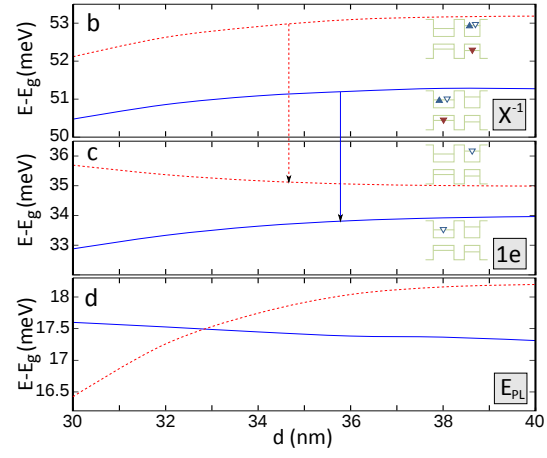 b
E-Eg(meV)
53
52
51
50
X-1
c
E-Eg(meV)
36
35
34
33
1e
d
E-Eg(meV)
18
17.5
17
16.5
EPL
30 32 34 36 38 40
d (nm)